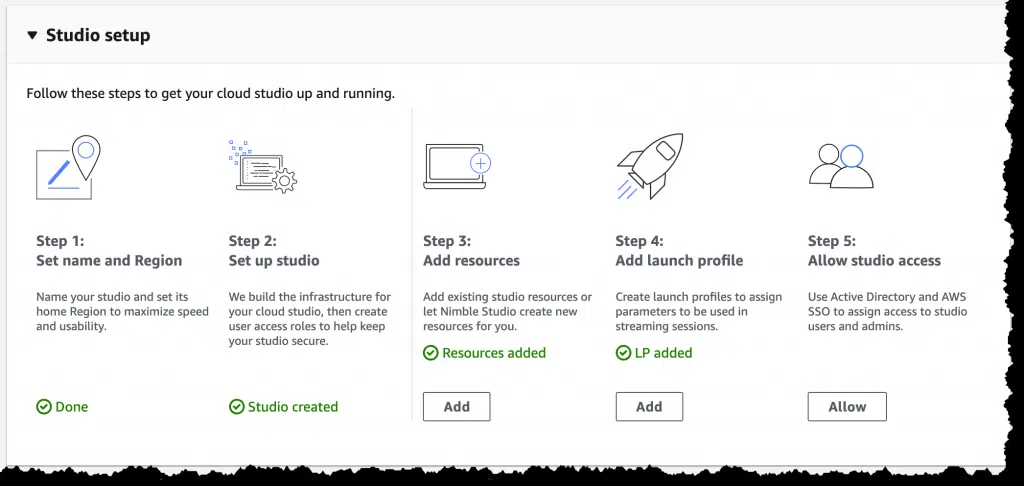 Studio setup
Follow these steps to get your cloud studio up and running.
Step 1:
Set name and Region
Name your studio and set its
home Region to maximize speed
and usability.
Done
Step 2:
Set up studio
We build the infrastructure for
your cloud studio, then create
user access roles to help keep
your studio secure.
Studio created
Step 3:
Add resources
Add existing studio resources or
let Nimble Studio create new
resources for you.
Resources added
Add
Step 4:
Add launch profile
Create launch profiles to assign
parameters to be used in
streaming sessions.
LP added
Add
Step 5:
Allow studio access
Use Active Directory and AWS
SSO to assign access to studio
users and admins.
Allow